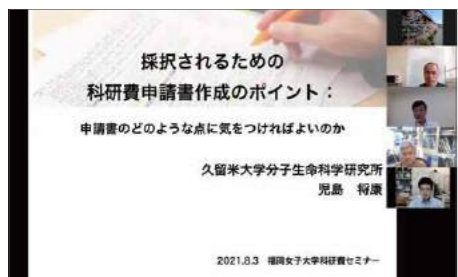 採択されるための
科研費申請書作成のポイント：
申請書のどのような点に気をつければよいのか
久留米大学分子生命科学研究所
児島　将康
2021.8.3　福岡女子大学科研費セミナー